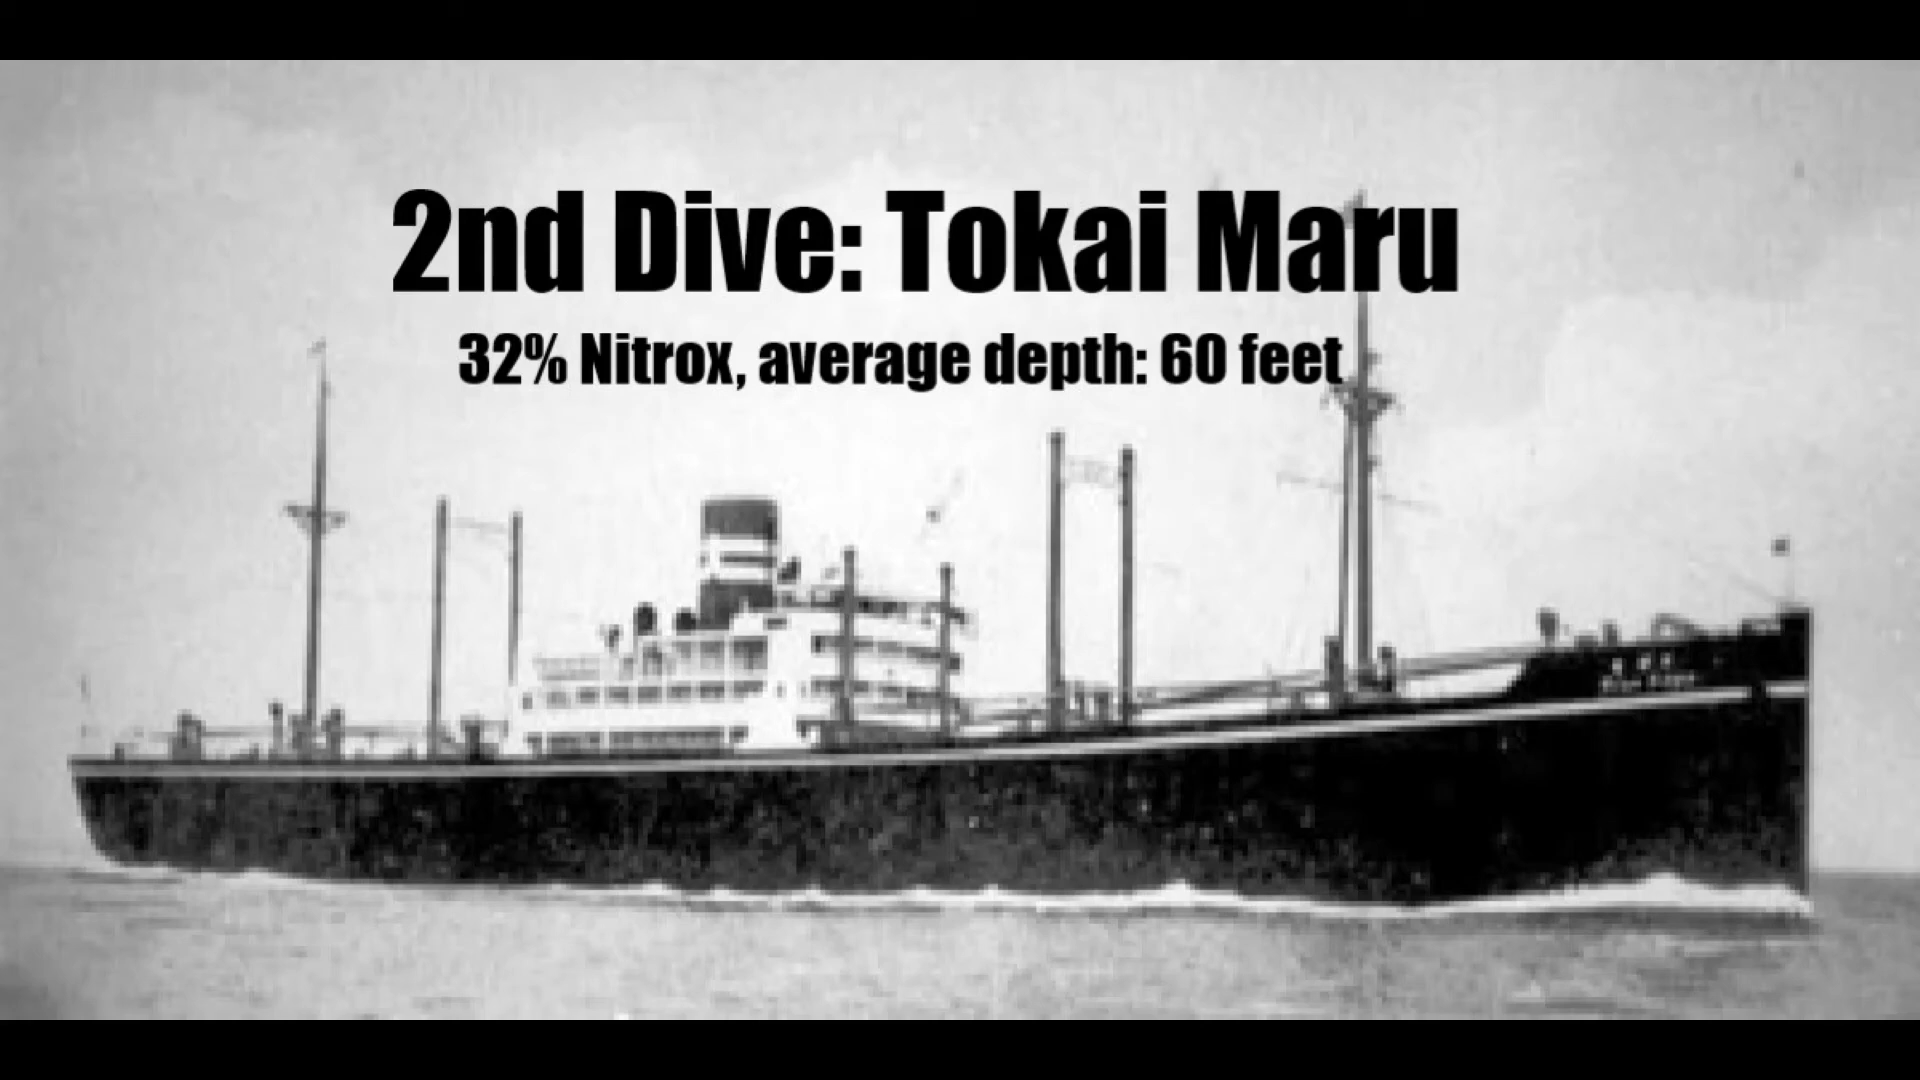 2nd Dive: Tokai Maru
32% Nitrox, average depth: 60 feet